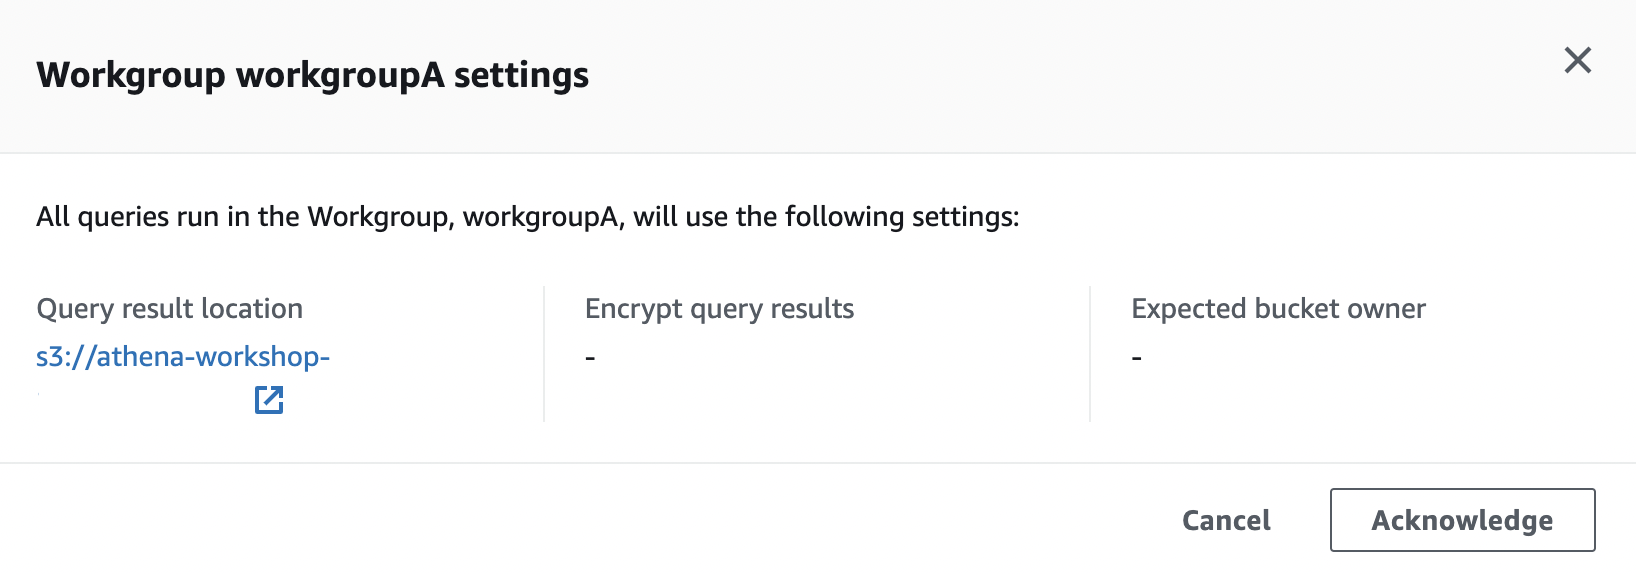 Workgroup workgroupA settings
All queries run in the Workgroup, workgroupA, will use the following settings:
Query result location
s3://athena-workshop-
Encrypt query results
-
Expected bucket owner
-
Cancel
Acknowledge